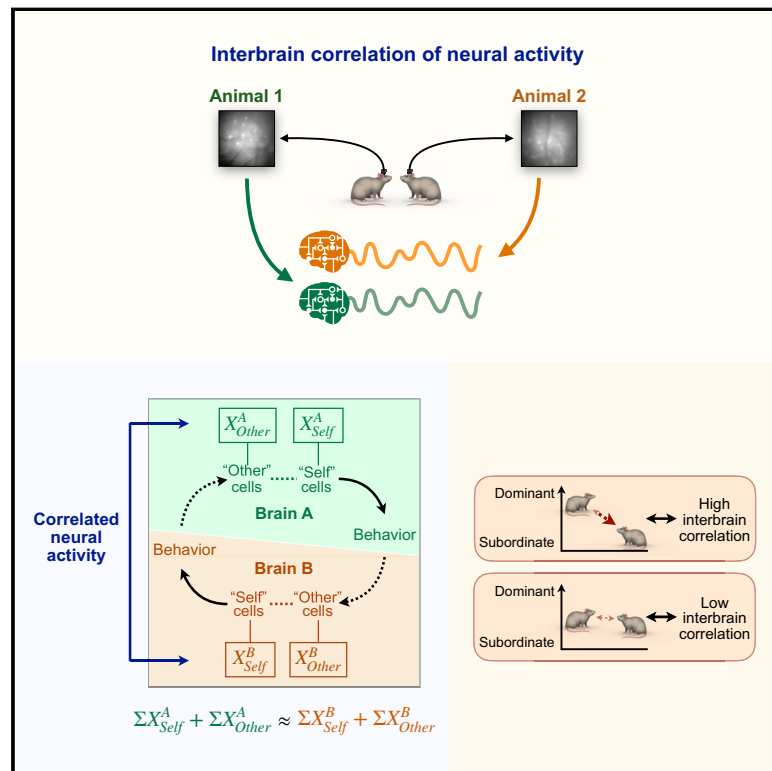 Interbrain correlation of neural activity
Animal 1
Animal 2
X^A_Other
X^A_Self
"Other" cells
"Self" cells
Brain A
Behavior
Correlated neural activity
Behavior
Brain B
"Self" cells
"Other" cells
X^B_Self
X^B_Other
ΣX^A_Self + ΣX^A_Other ≈ ΣX^B_Self + ΣX^B_Other
Dominant
Subordinate
High interbrain correlation
Dominant
Subordinate
Low interbrain correlation